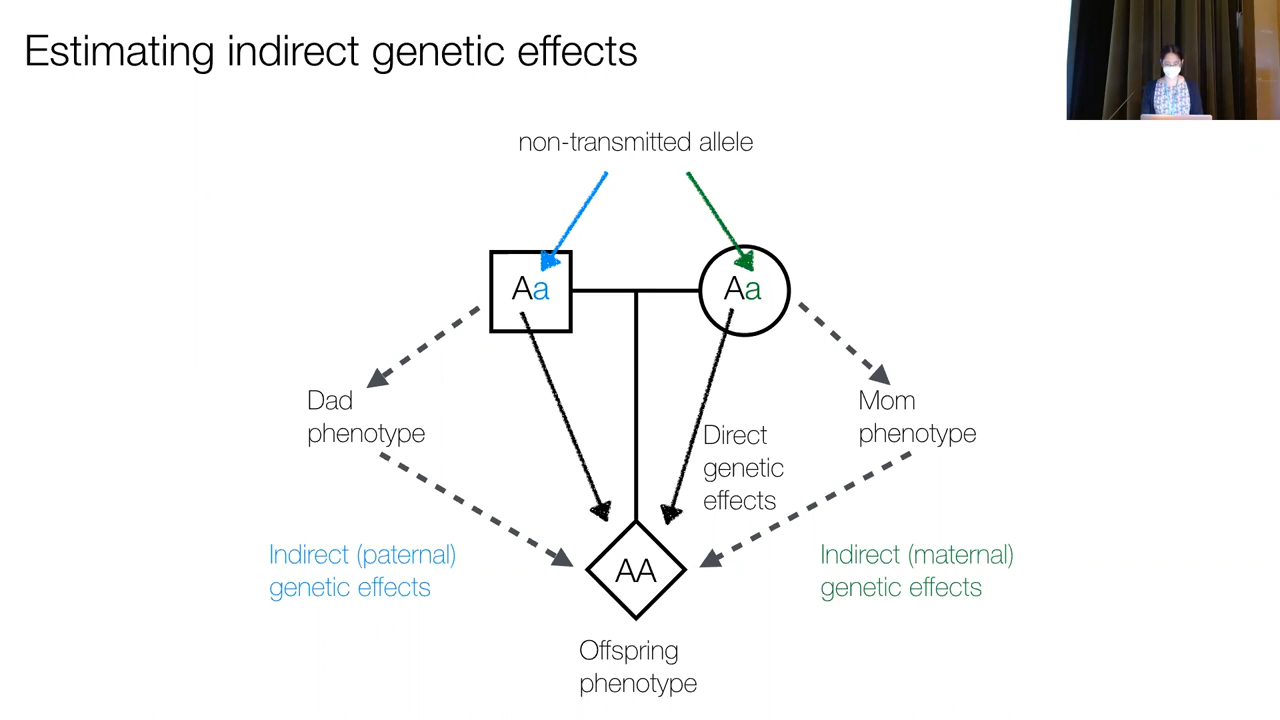 Estimating indirect genetic effects
non-transmitted allele
Aa
Aa
Dad
phenotype
Mom
phenotype
Direct
genetic
effects
Indirect (paternal)
genetic effects
Indirect (maternal)
genetic effects
AA
Offspring
phenotype